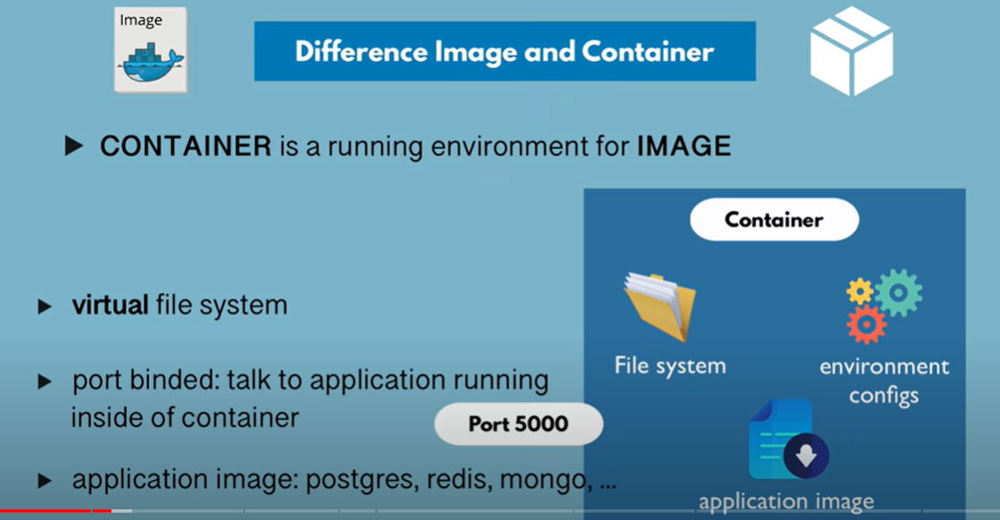 Image
Difference Image and Container
CONTAINER is a running environment for IMAGE
Container
virtual file system
File system
environment
configs
port binded: talk to application running
inside of container
Port 5000
application image: postgres, redis, mongo, ...
application image